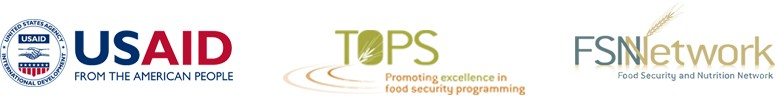 UNITED STATES AGENCY
USAID
INTERNATIONAL DEVELOPMENT
USAID
FROM THE AMERICAN PEOPLE
TOPS
Promoting excellence in
food security programming
FSNNetwork
Food Security and Nutrition Network